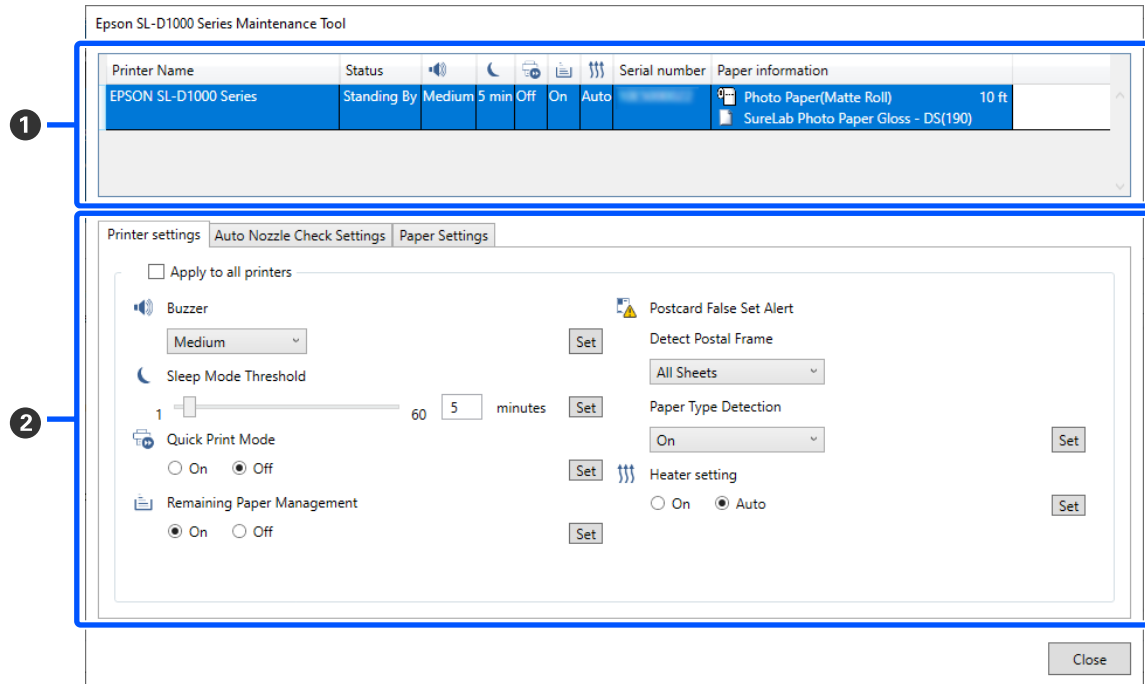 Epson SL-D1000 Series Maintenance Tool
Printer Name Status Serial number Paper information
EPSON SL-D1000 Series Standing By Medium 5 min Off On Auto Photo Paper(Matte Roll) 10 ft
SureLab Photo Paper Gloss - DS(190)
1
Printer settings Auto Nozzle Check Settings Paper Settings
Apply to all printers
Buzzer
Medium Set
Sleep Mode Threshold
1 60 5 minutes Set
Quick Print Mode
On Off Set
Remaining Paper Management
On Off Set
Postcard False Set Alert
Detect Postal Frame
All Sheets
Paper Type Detection
On Set
Heater setting
On Auto Set
2
Close